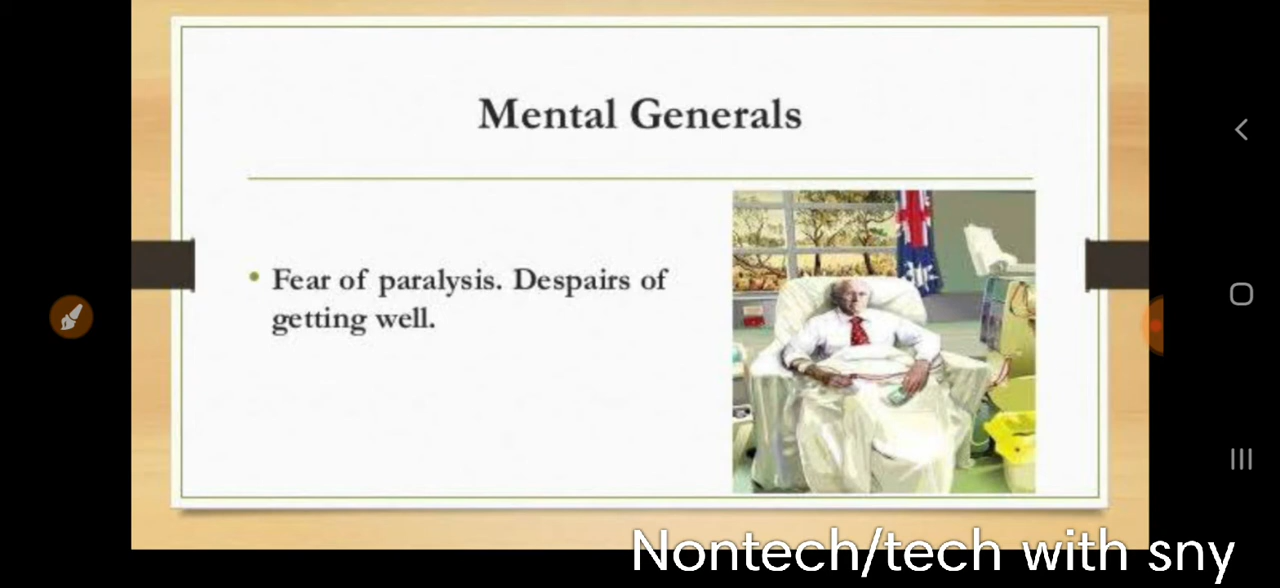 Mental Generals
• Fear of paralysis. Despairs of
getting well.
Nontech/tech with sny